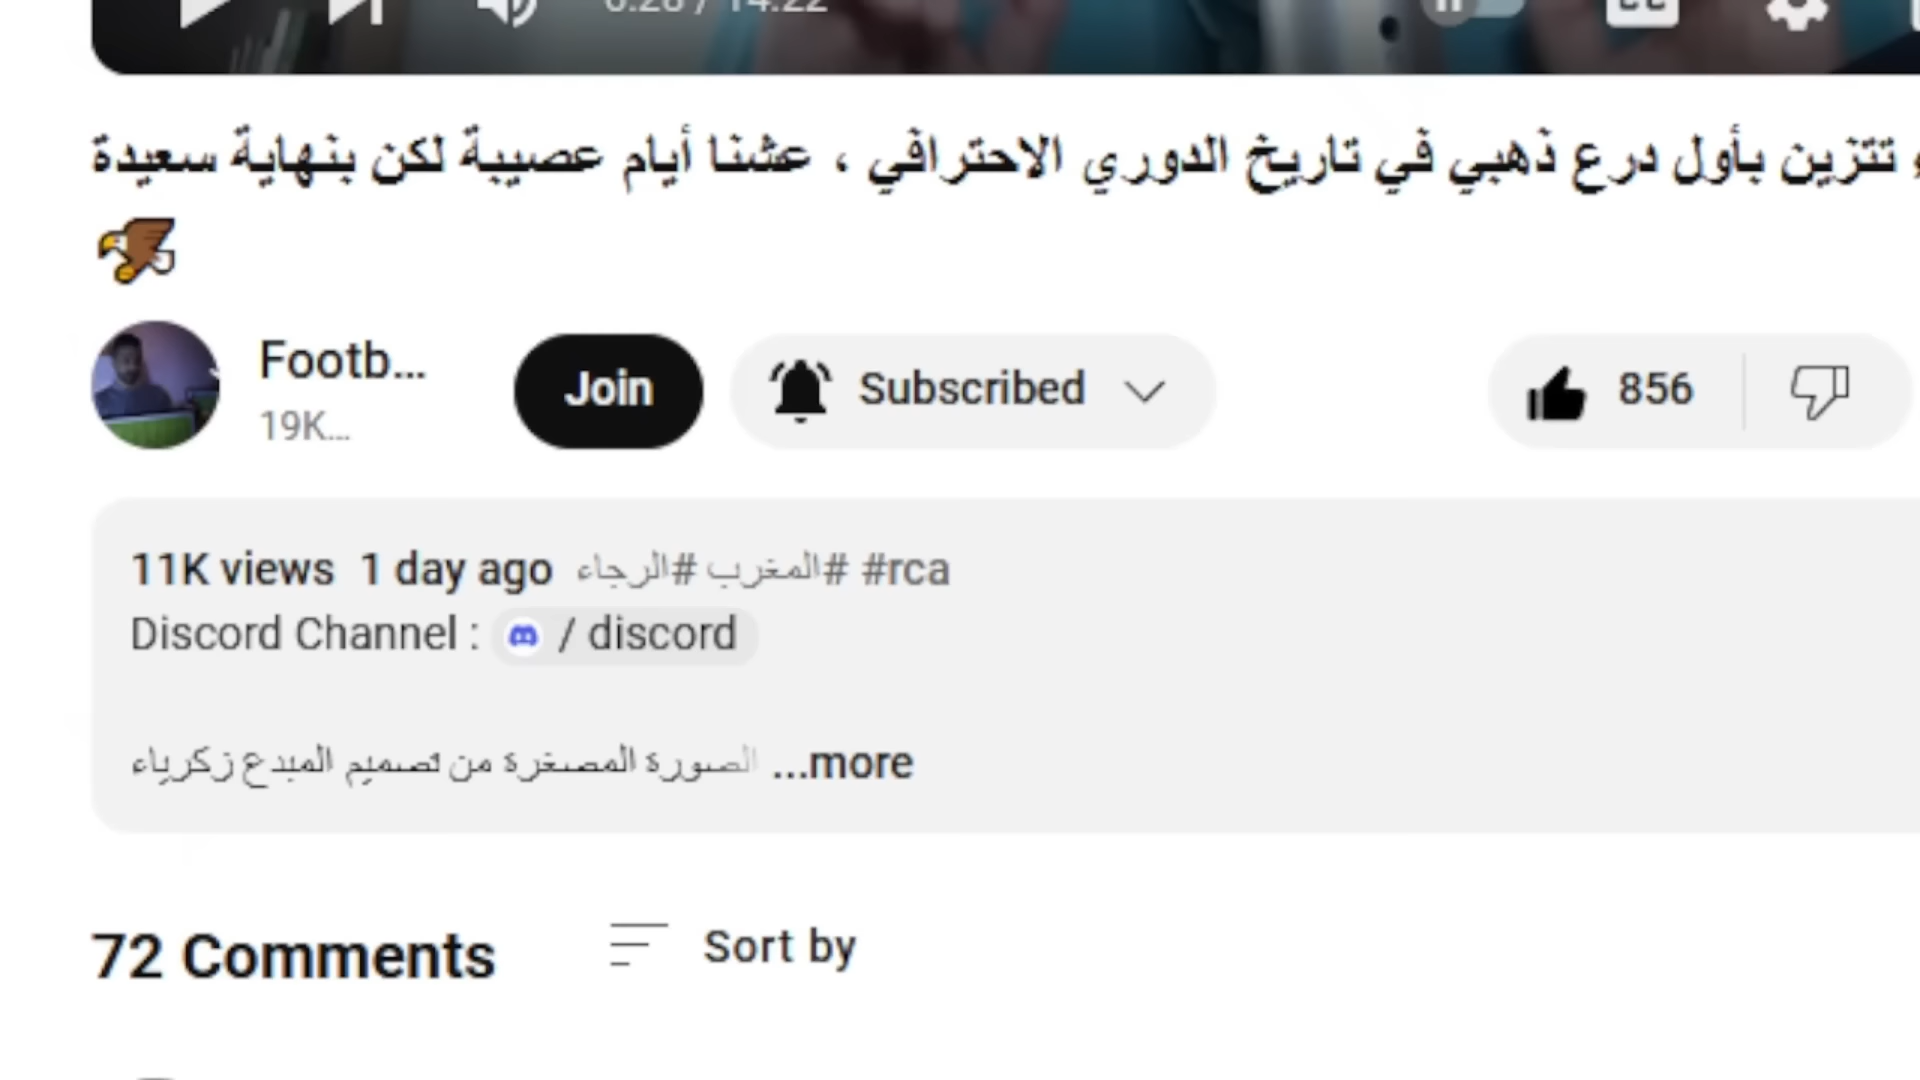 تتزين بأول درع ذهبي في تاريخ الدوري الاحترافي ، عشنا أيام عصيبة لكن بنهاية سعيدة
Footb...
19K...
Join
Subscribed
856
11K views 1 day ago #الرجاء #المغرب #rca
Discord Channel : / discord
الصورة المصغرة من تصميم المبدع زكرياء ...more
72 Comments
Sort by